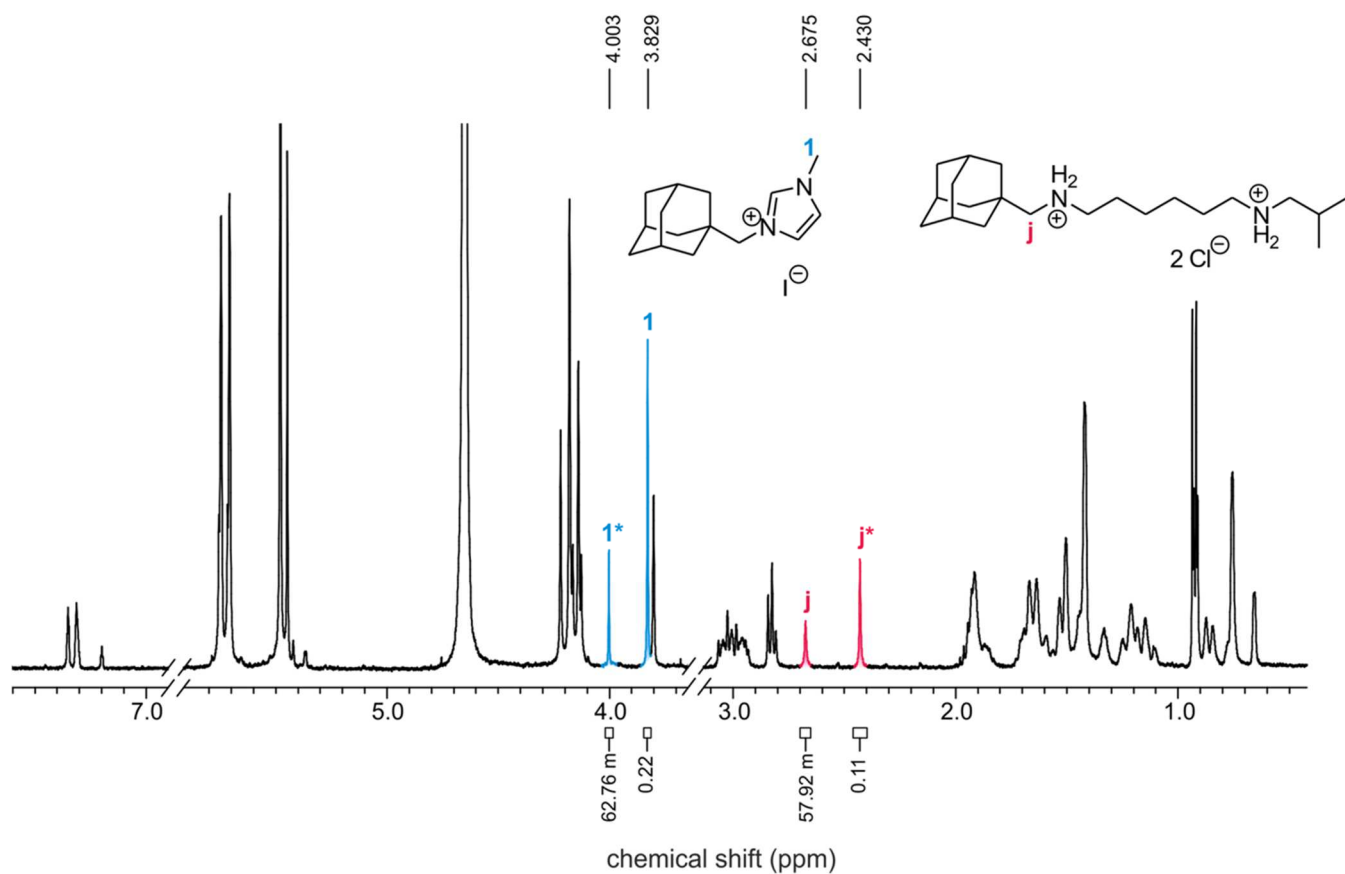 4.003
3.829
2.675
2.430
1
N
N
⊕
I⊖
H2
N
⊕
j
⊕
N
H2
2 Cl⊖
1
1*
j
j*
7.0
5.0
4.0
3.0
2.0
1.0
62.76 m
0.22
57.92 m
0.11
chemical shift (ppm)